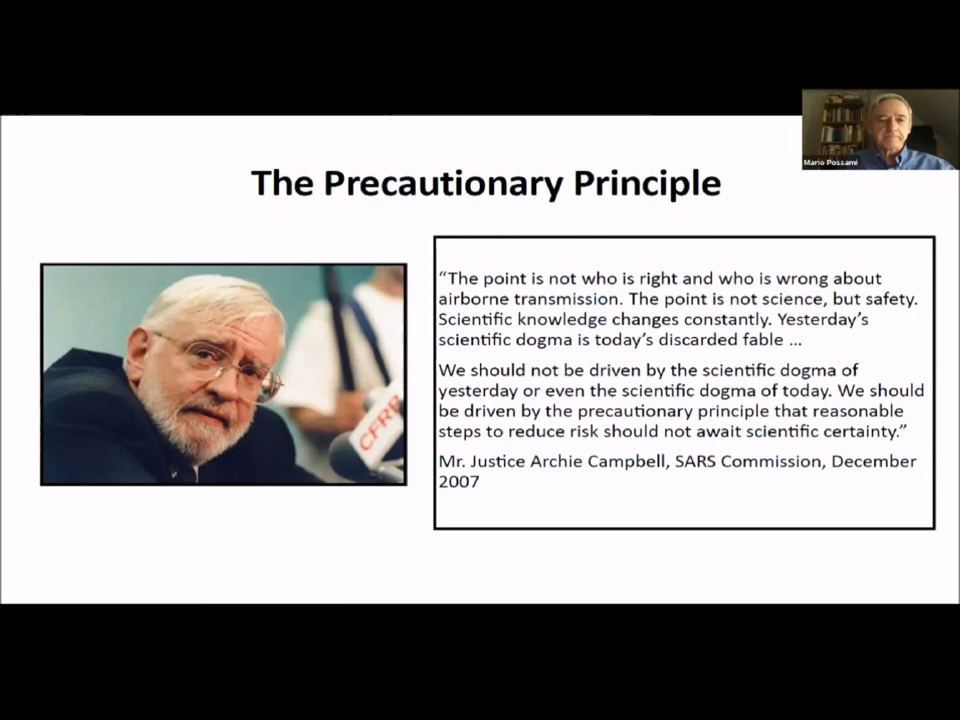 Mario Possami
The Precautionary Principle
CFRB
“The point is not who is right and who is wrong about
airborne transmission. The point is not science, but safety.
Scientific knowledge changes constantly. Yesterday’s
scientific dogma is today’s discarded fable ...
We should not be driven by the scientific dogma of
yesterday or even the scientific dogma of today. We should
be driven by the precautionary principle that reasonable
steps to reduce risk should not await scientific certainty.”
Mr. Justice Archie Campbell, SARS Commission, December
2007